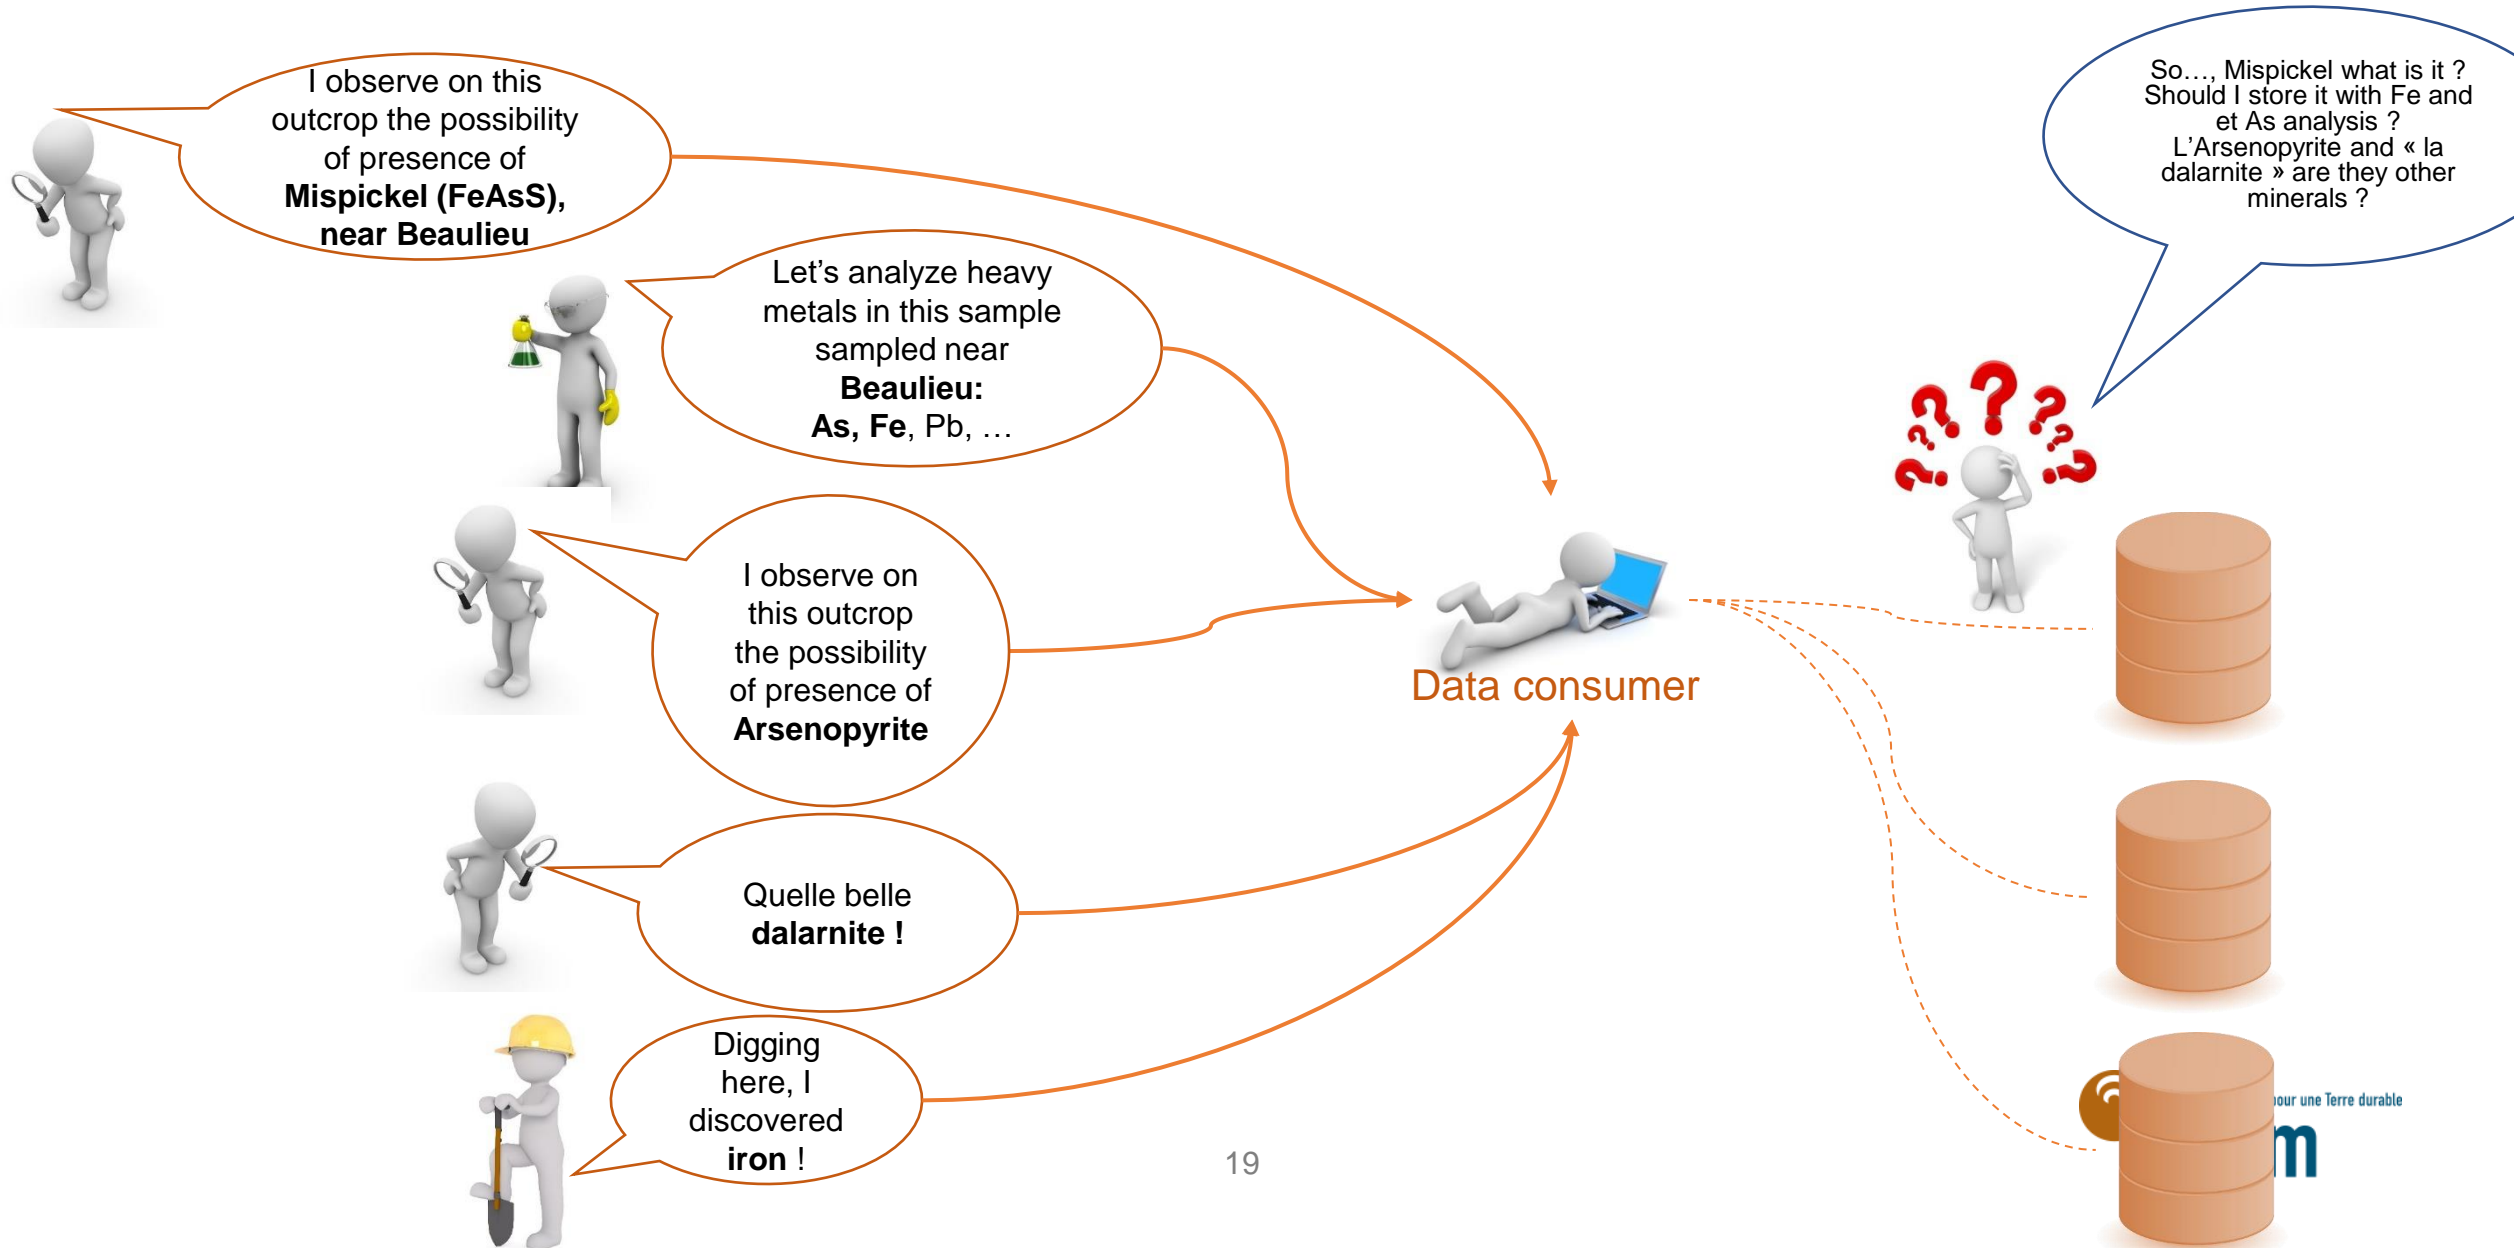 I observe on this
outcrop the possibility
of presence of
Mispickel (FeAsS),
near Beaulieu
Let’s analyze heavy
metals in this sample
sampled near
Beaulieu:
As, Fe, Pb, …
I observe on
this outcrop
the possibility
of presence of
Arsenopyrite
Quelle belle
dalarnite !
Digging
here, I
discovered
iron !
Data consumer
So…, Mispickel what is it ?
Should I store it with Fe and
et As analysis ?
L’Arsenopyrite and « la
dalarnite » are they other
minerals ?
pour une Terre durable
m
19